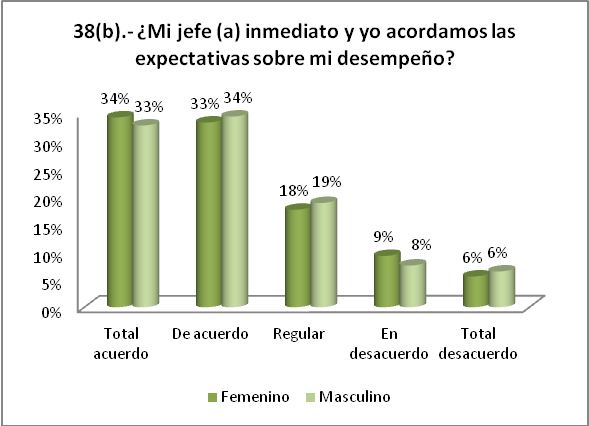 38(b).- ¿Mi jefe (a) inmediato y yo acordamos las
expectativas sobre mi desempeño?
34% 33% 33% 34%
18% 19%
9% 8%
6% 6%
35%
30%
25%
20%
15%
10%
5%
0%
Total
acuerdo
De acuerdo
Regular
En
desacuerdo
Total
desacuerdo
Femenino
Masculino